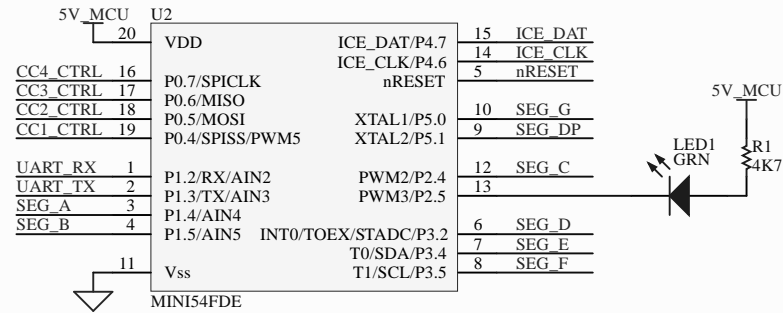 5V_MCU U2
20 VDD ICE_DAT/P4.7 15 ICE_DAT
ICE_CLK/P4.6 14 ICE_CLK
CC4_CTRL 16 P0.7/SPICLK nRESET 5 nRESET
CC3_CTRL 17 P0.6/MISO
CC2_CTRL 18 P0.5/MOSI XTAL1/P5.0 10 SEG_G
CC1_CTRL 19 P0.4/SPISS/PWM5 XTAL2/P5.1 9 SEG_DP
5V_MCU
LED1
GRN
R1
4K7
UART_RX 1 P1.2/RX/AIN2 PWM2/P2.4 12 SEG_C
UART_TX 2 P1.3/TX/AIN3 PWM3/P2.5 13
SEG_A 3 P1.4/AIN4
SEG_B 4 P1.5/AIN5 INT0/TOEX/STADC/P3.2 6 SEG_D
T0/SDA/P3.4 7 SEG_E
11 Vss T1/SCL/P3.5 8 SEG_F
MINI54FDE